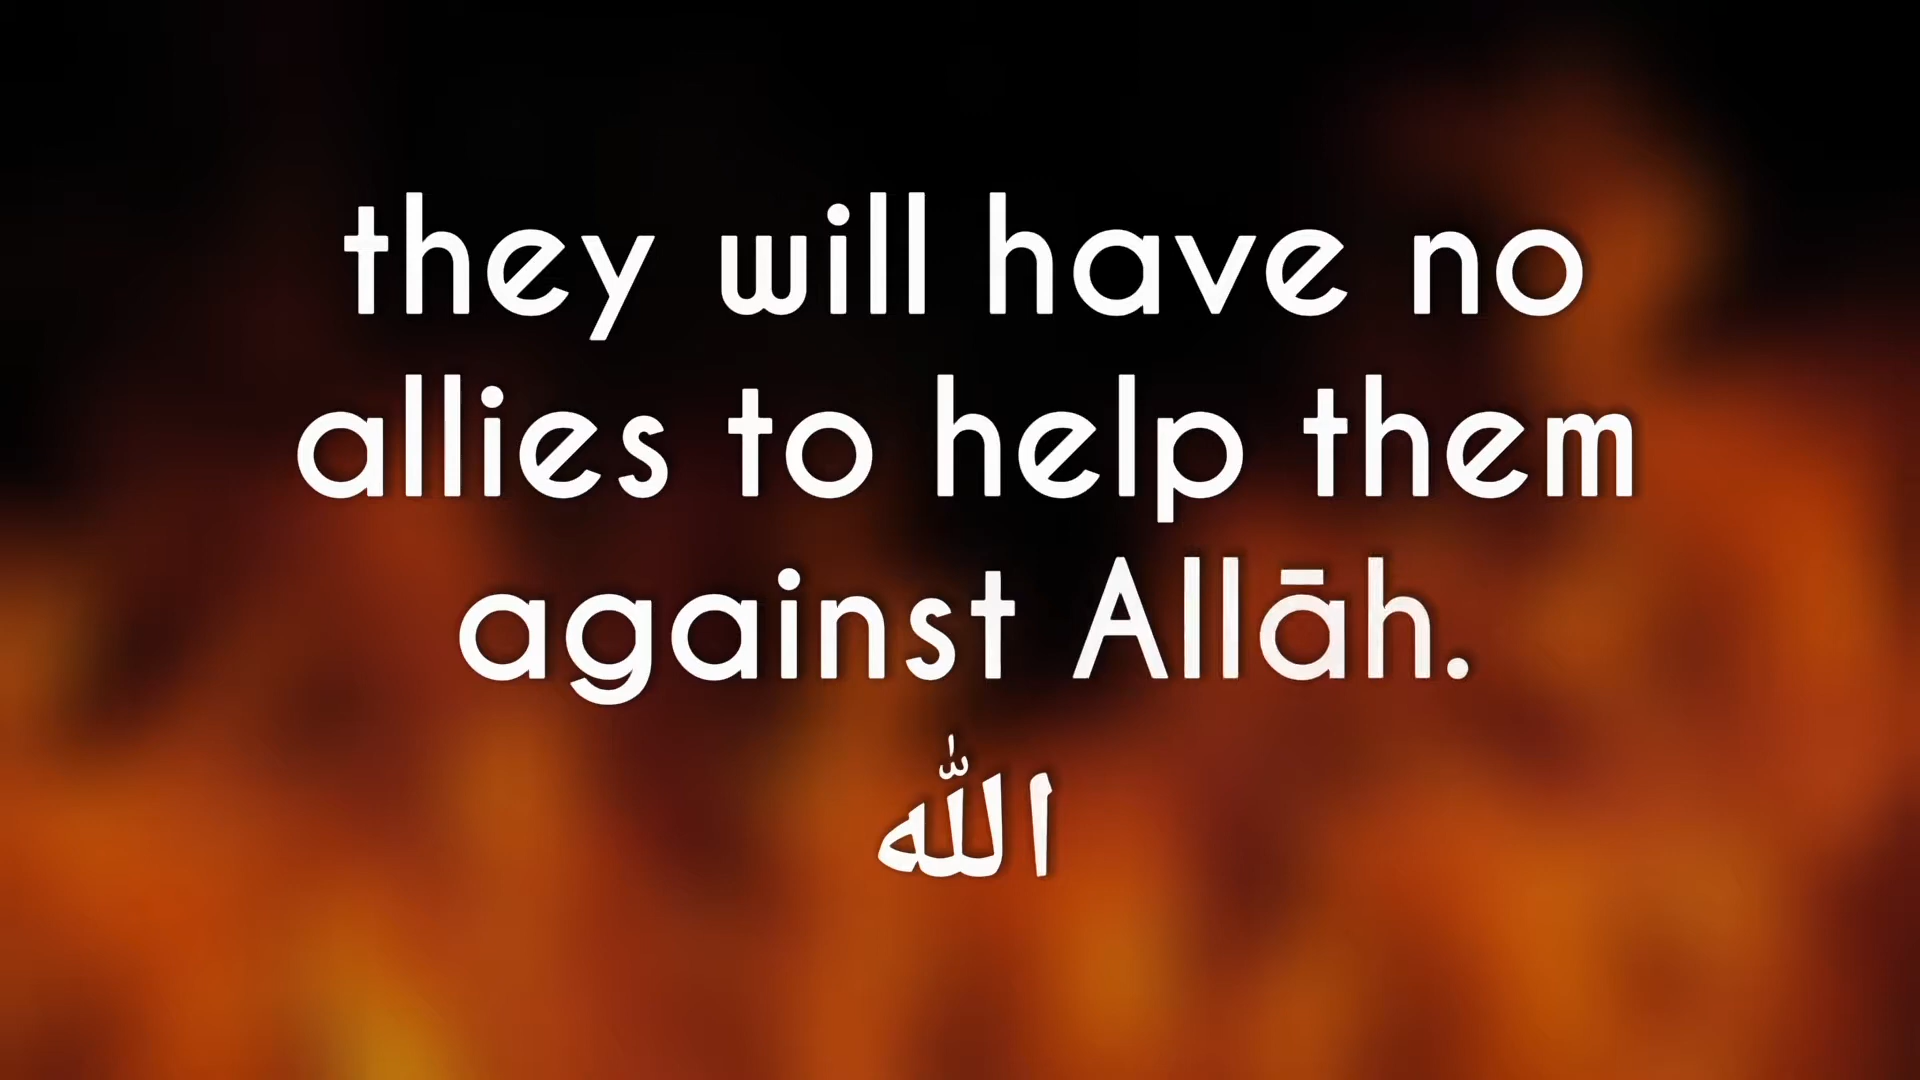 they will have no
allies to help them
against Allāh.
الله